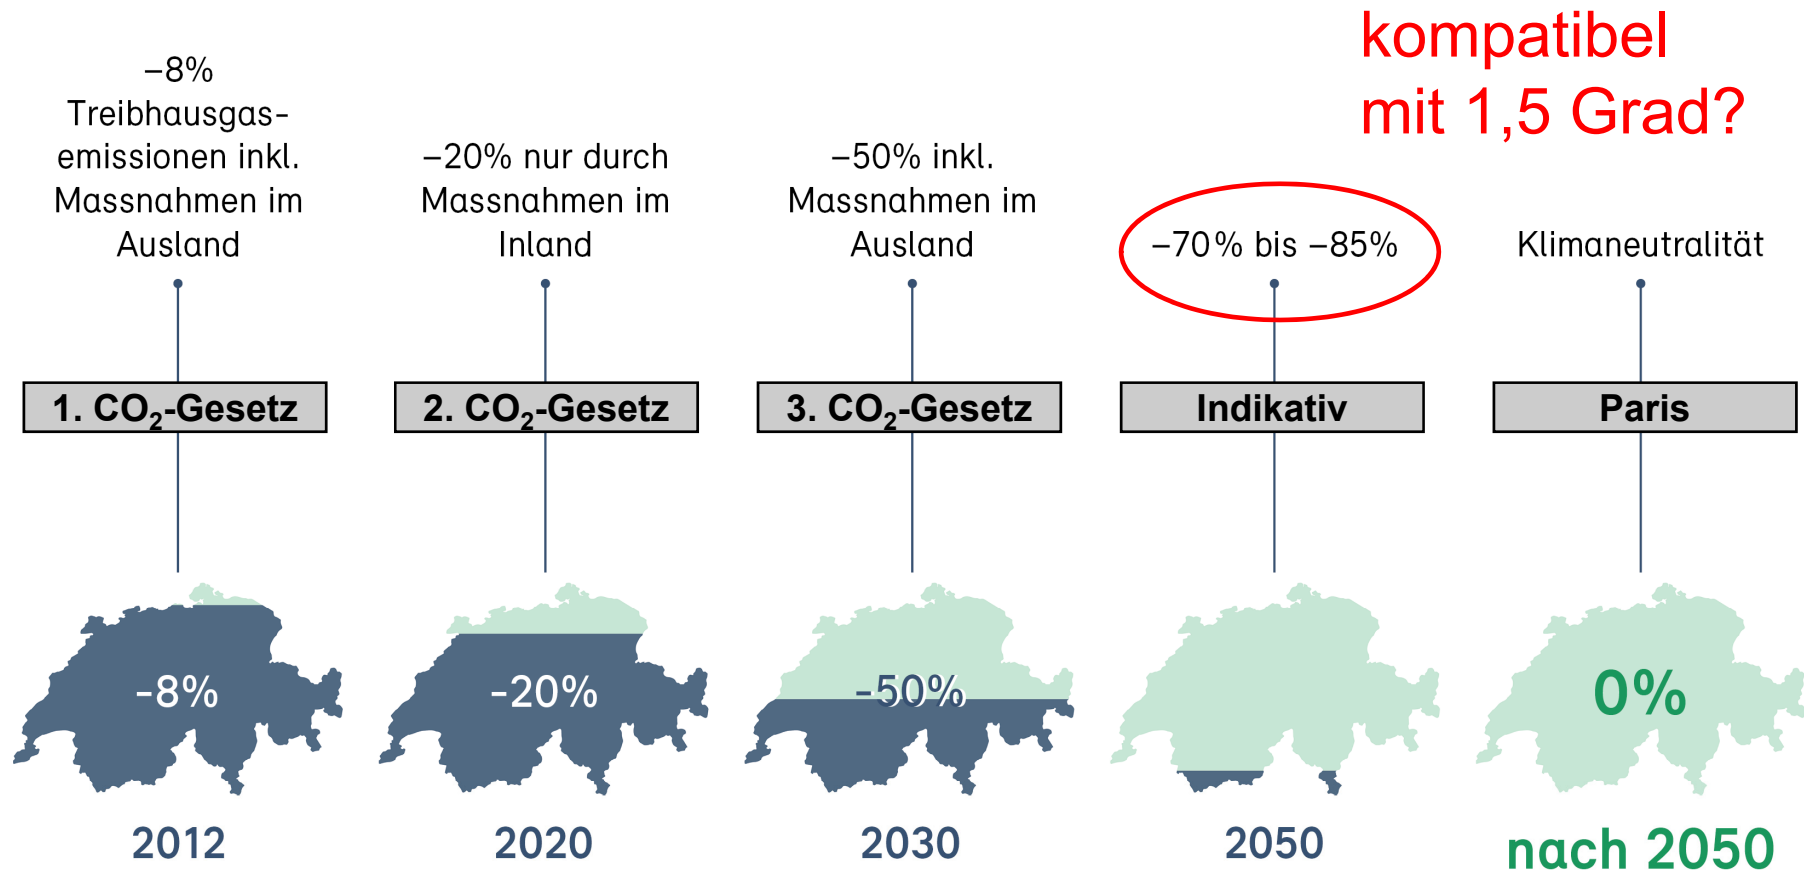 kompatibel
mit 1,5 Grad?
–8%
Treibhausgas-
emissionen inkl.
Massnahmen im
Ausland
–20% nur durch
Massnahmen im
Inland
–50% inkl.
Massnahmen im
Ausland
–70% bis –85%
Klimaneutralität
1. CO₂-Gesetz
2. CO₂-Gesetz
3. CO₂-Gesetz
Indikativ
Paris
-8%
-20%
-50%
0%
2012
2020
2030
2050
nach 2050